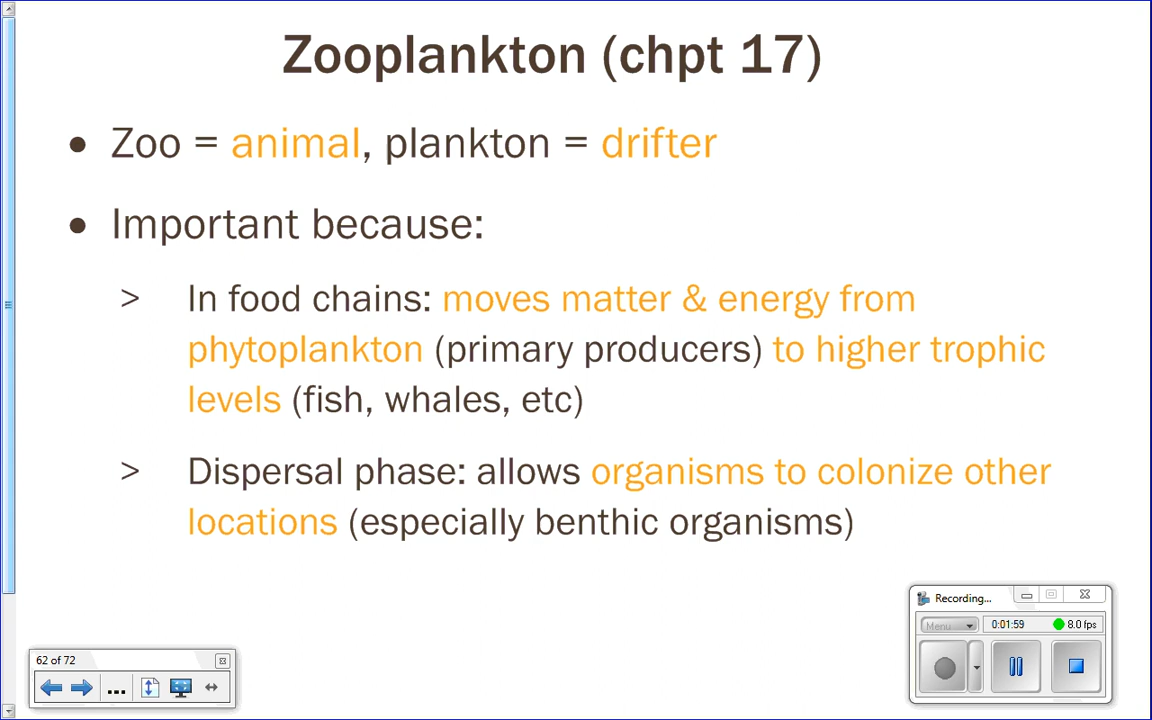 Zooplankton (chpt 17)
• Zoo = animal, plankton = drifter
• Important because:
> In food chains: moves matter & energy from
phytoplankton (primary producers) to higher trophic
levels (fish, whales, etc)
> Dispersal phase: allows organisms to colonize other
locations (especially benthic organisms)
Recording...
Menu 0:01:59 8.0 fps
62 of 72
...